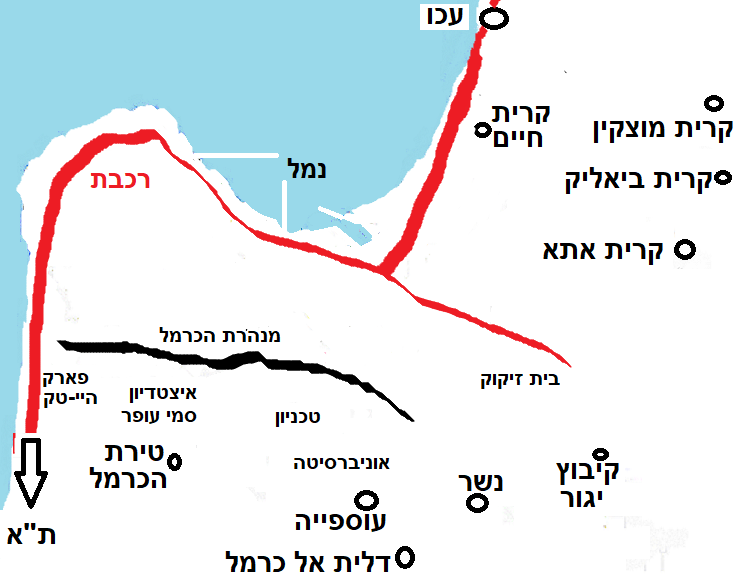 עכו
קרית
חיים
קרית מוצקין
נמל
קרית ביאליק
רכבת
קרית אתא
מנהרת הכרמל
פארק
היי-טק
איצטדיון
סמי עופר
בית זיקוק
טכניון
טירת
הכרמל
אוניברסיטה
נשר
קיבוץ
יגור
עוספייה
ת"א
דלית אל כרמל